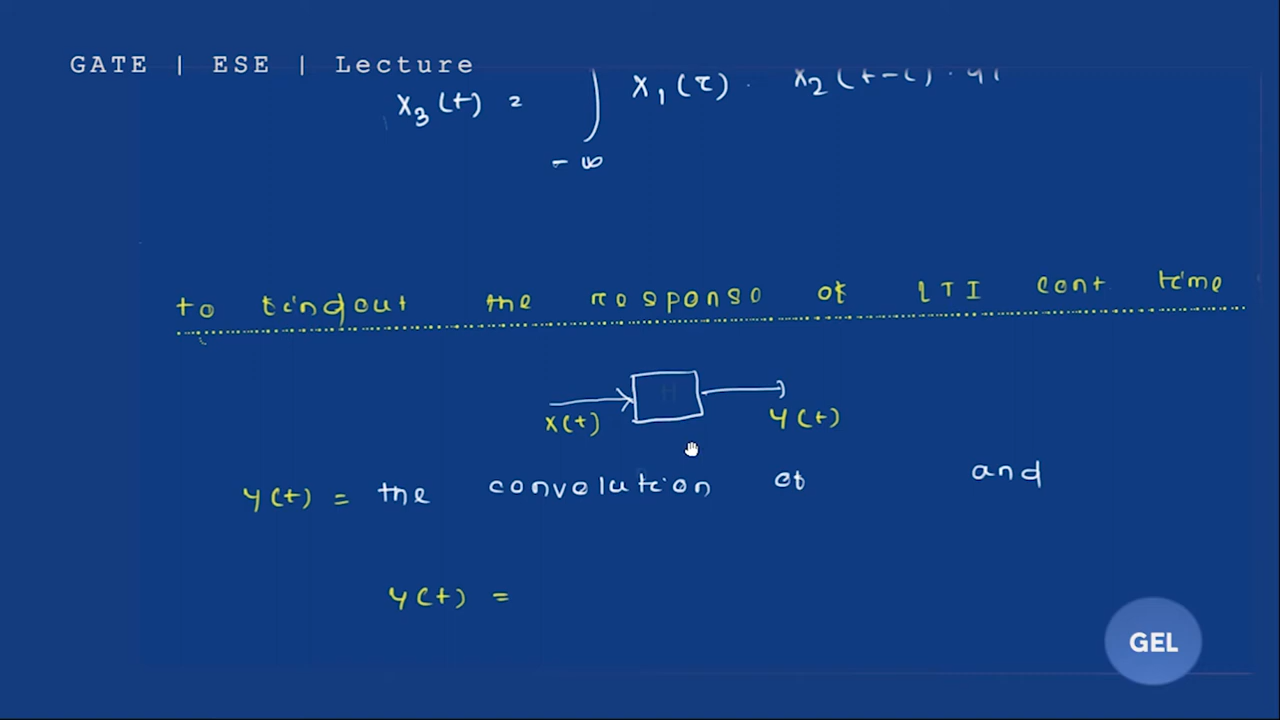 GATE | ESE | Lecture
x3(t) = ∫ x1(τ) . x2(t-τ) . dτ
- ∞
to findout the response of LTI cont time
H
x(t) y(t)
y(t) = the convolution of and
y(t) =
GEL